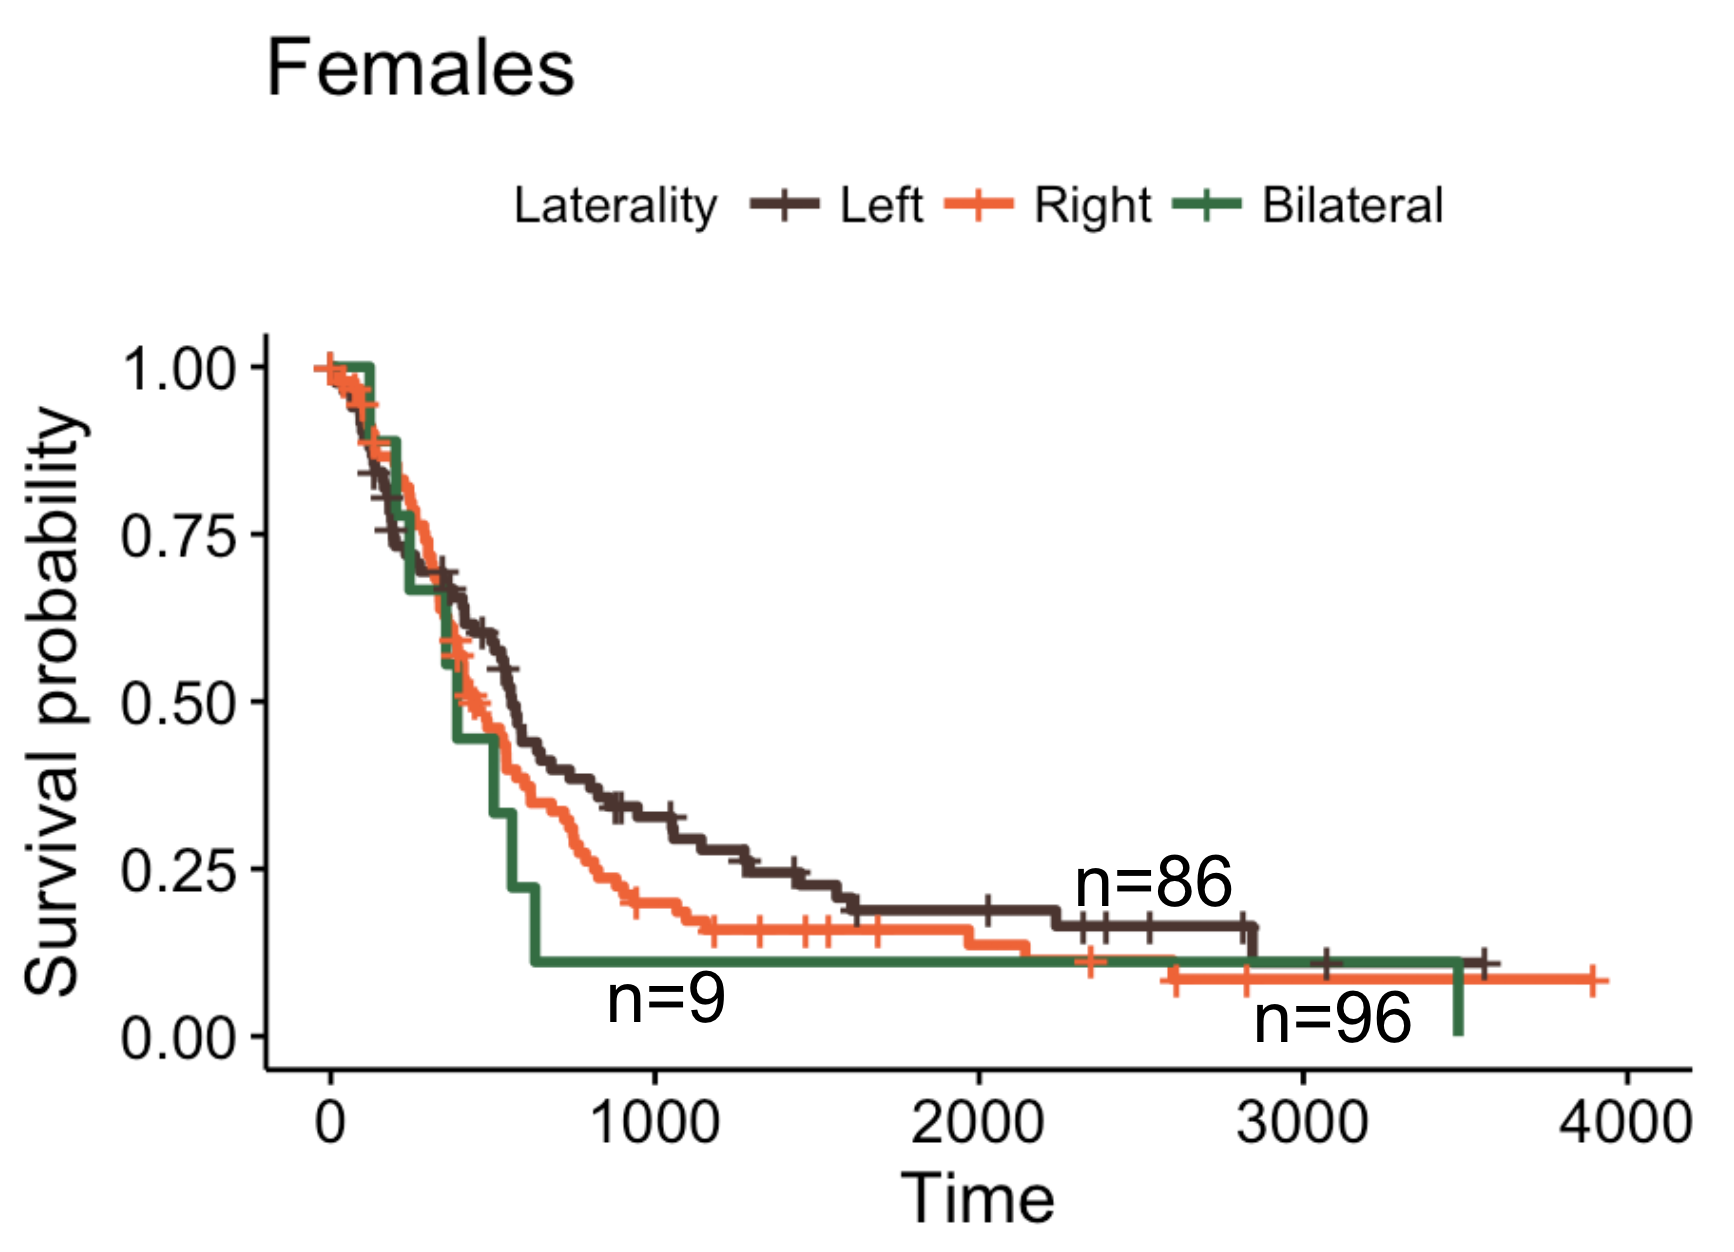 Females
Laterality Left Right Bilateral
Survival probability
1.00
0.75
0.50
0.25
0.00
n=86
n=9
n=96
0 1000 2000 3000 4000
Time